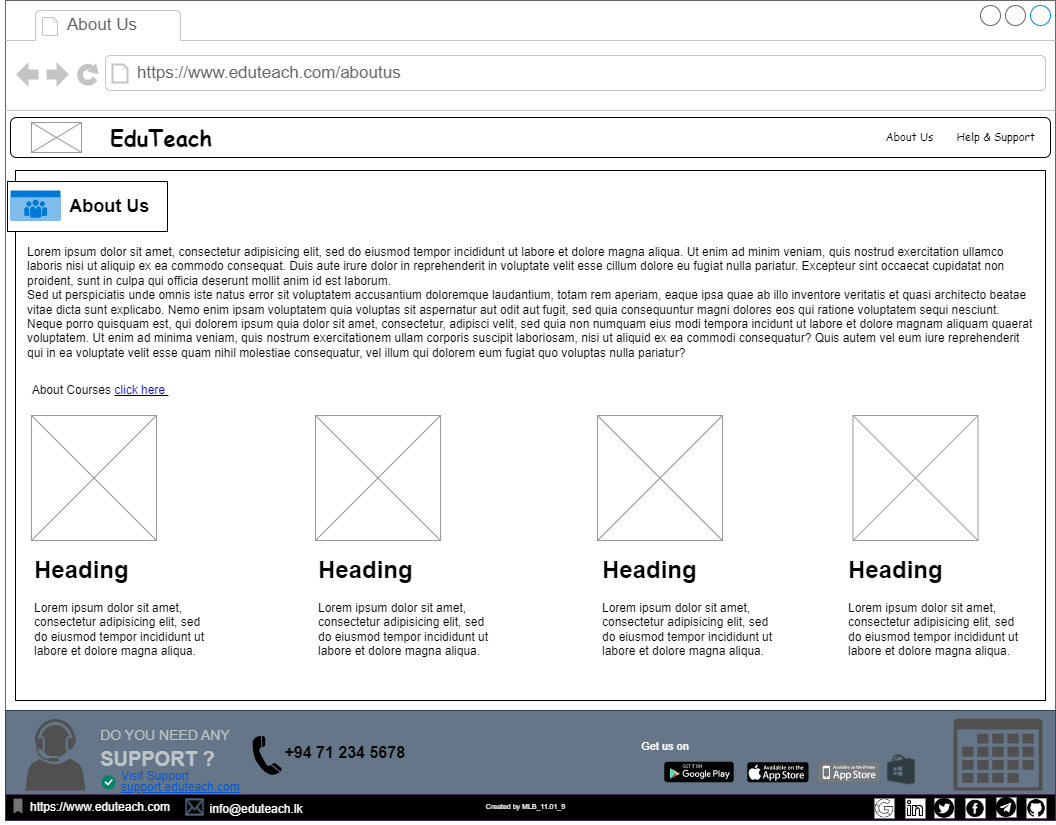 About Us
https://www.eduteach.com/aboutus
EduTeach
About Us
Help & Support
About Us
Lorem ipsum dolor sit amet, consectetur adipisicing elit, sed do eiusmod tempor incididunt ut labore et dolore magna aliqua. Ut enim ad minim veniam, quis nostrud exercitation ullamco
laboris nisi ut aliquip ex ea commodo consequat. Duis aute irure dolor in reprehenderit in voluptate velit esse cillum dolore eu fugiat nulla pariatur. Excepteur sint occaecat cupidatat non
proident, sunt in culpa qui officia deserunt mollit anim id est laborum.
Sed ut perspiciatis unde omnis iste natus error sit voluptatem accusantium doloremque laudantium, totam rem aperiam, eaque ipsa quae ab illo inventore veritatis et quasi architecto beatae
vitae dicta sunt explicabo. Nemo enim ipsam voluptatem quia voluptas sit aspernatur aut odit aut fugit, sed quia consequuntur magni dolores eos qui ratione voluptatem sequi nesciunt.
Neque porro quisquam est, qui dolorem ipsum quia dolor sit amet, consectetur, adipisci velit, sed quia non numquam eius modi tempora incidunt ut labore et dolore magnam aliquam quaerat
voluptatem. Ut enim ad minima veniam, quis nostrum exercitationem ullam corporis suscipit laboriosam, nisi ut aliquid ex ea commodi consequatur? Quis autem vel eum iure reprehenderit
qui in ea voluptate velit esse quam nihil molestiae consequatur, vel illum qui dolorem eum fugiat quo voluptas nulla pariatur?
About Courses click here
Heading
Lorem ipsum dolor sit amet,
consectetur adipisicing elit, sed
do eiusmod tempor incididunt ut
labore et dolore magna aliqua.
Heading
Lorem ipsum dolor sit amet,
consectetur adipisicing elit, sed
do eiusmod tempor incididunt ut
labore et dolore magna aliqua.
Heading
Lorem ipsum dolor sit amet,
consectetur adipisicing elit, sed
do eiusmod tempor incididunt ut
labore et dolore magna aliqua.
Heading
Lorem ipsum dolor sit amet,
consectetur adipisicing elit, sed
do eiusmod tempor incididunt ut
labore et dolore magna aliqua.
DO YOU NEED ANY
SUPPORT ?
Visit Support
support.eduteach.com
+94 71 234 5678
Get us on
GET IT ON
Google Play
Available on the
App Store
Available on the iPhone
App Store
https://www.eduteach.com
info@eduteach.lk
Created by MLB_11.01_9